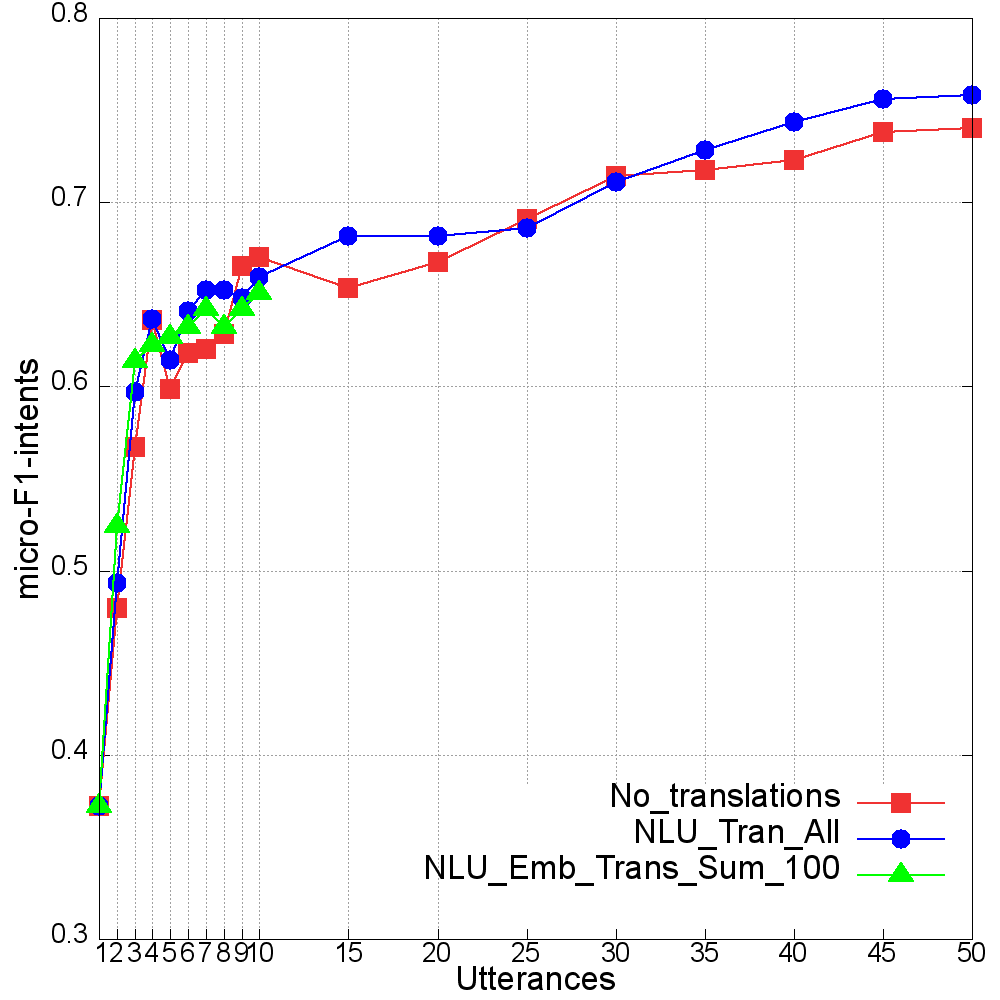 0.8
0.7
0.6
0.5
0.4
0.3
micro-F1-intents
No_translations
NLU_Tran_All
NLU_Emb_Trans_Sum_100
1 2 3 4 5 6 7 8 9 10 15 20 25 30 35 40 45 50
Utterances